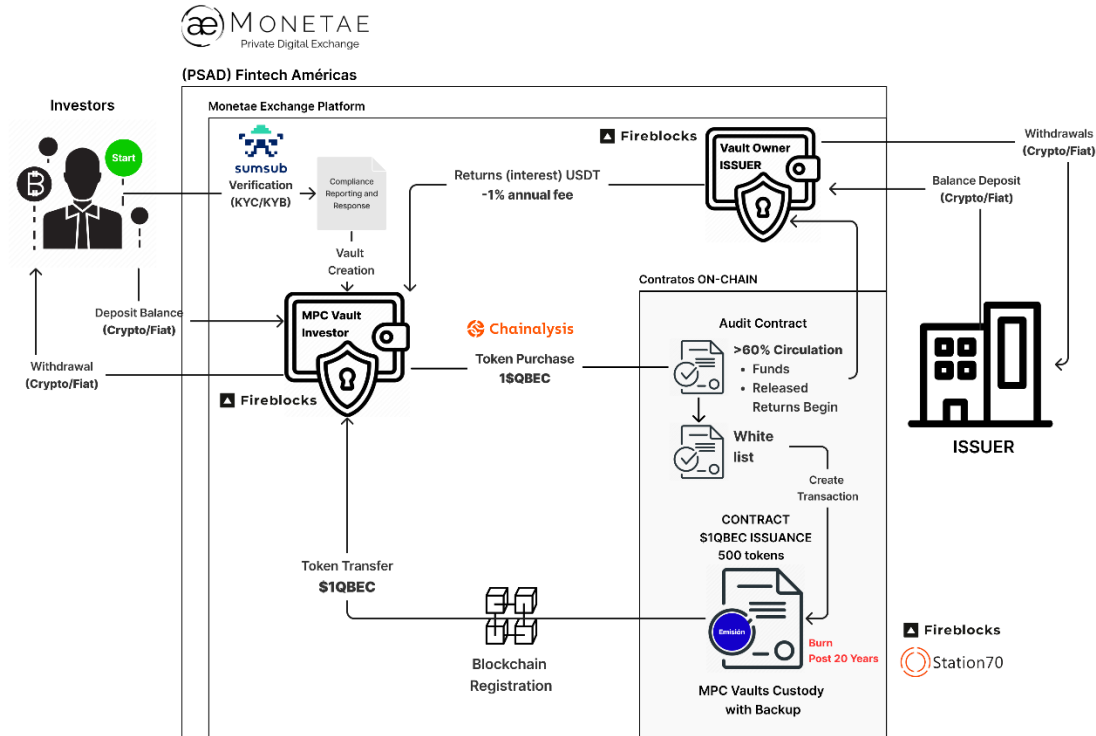 æ MONETAE
Private Digital Exchange
(PSAD) Fintech Américas
Investors
Monetae Exchange Platform
Start
sumsub
Verification
(KYC/KYB)
Compliance
Reporting and
Response
Vault
Creation
Fireblocks
Vault Owner
ISSUER
Returns (interest) USDT
-1% annual fee
Withdrawals
(Crypto/Fiat)
Balance Deposit
(Crypto/Fiat)
Contratos ON-CHAIN
Deposit Balance
(Crypto/Fiat)
MPC Vault
Investor
Chainalysis
Token Purchase
1$QBEC
Audit Contract
>60% Circulation
• Funds
• Released
Returns Begin
Withdrawal
(Crypto/Fiat)
Fireblocks
White
list
Create
Transaction
ISSUER
CONTRACT
$1QBEC ISSUANCE
500 tokens
Token Transfer
$1QBEC
Emisión
Burn
Post 20 Years
Blockchain
Registration
MPC Vaults Custody
with Backup
Fireblocks
Station70